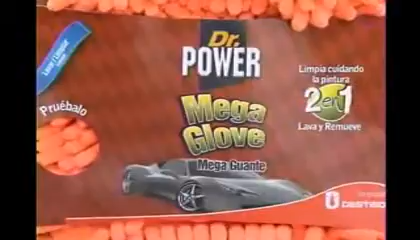 Dr.
POWER
Limpia cuidando
la pintura
2en1
Lava y Remueve
Pruébalo
Mega
Glove
Mega Guante